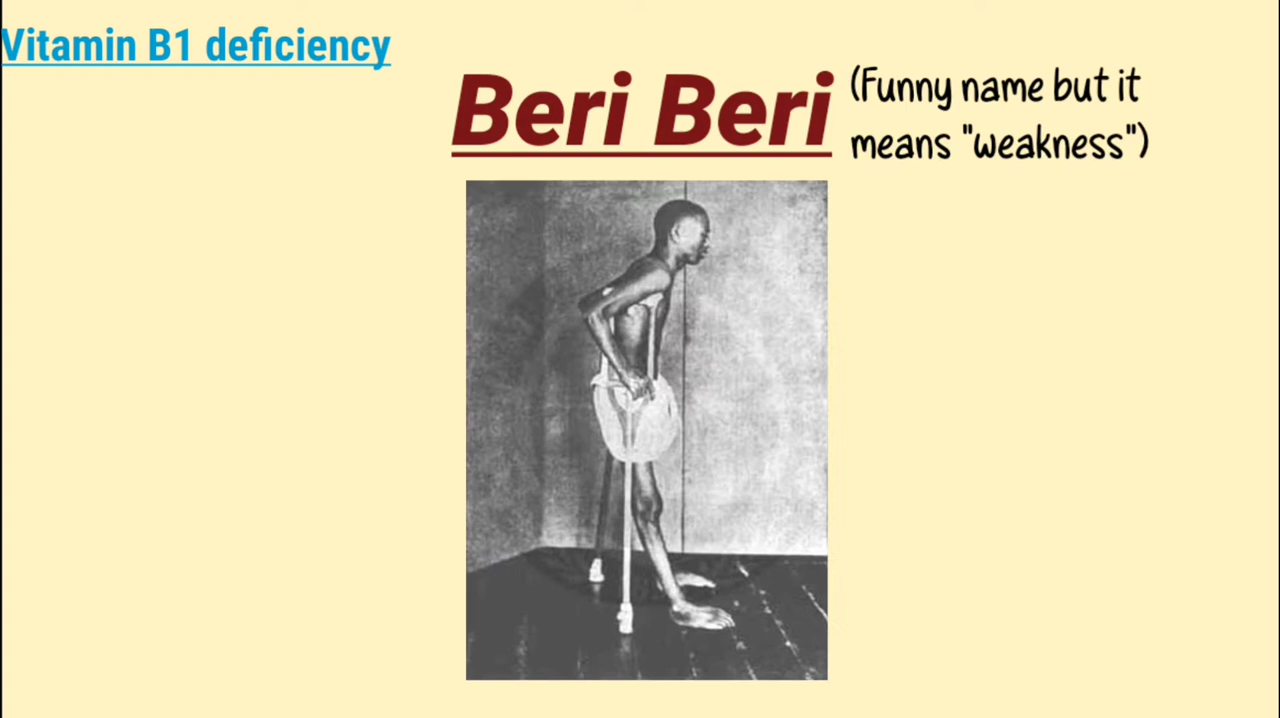 Vitamin B1 deficiency
Beri Beri
(Funny name but it
means "weakness")